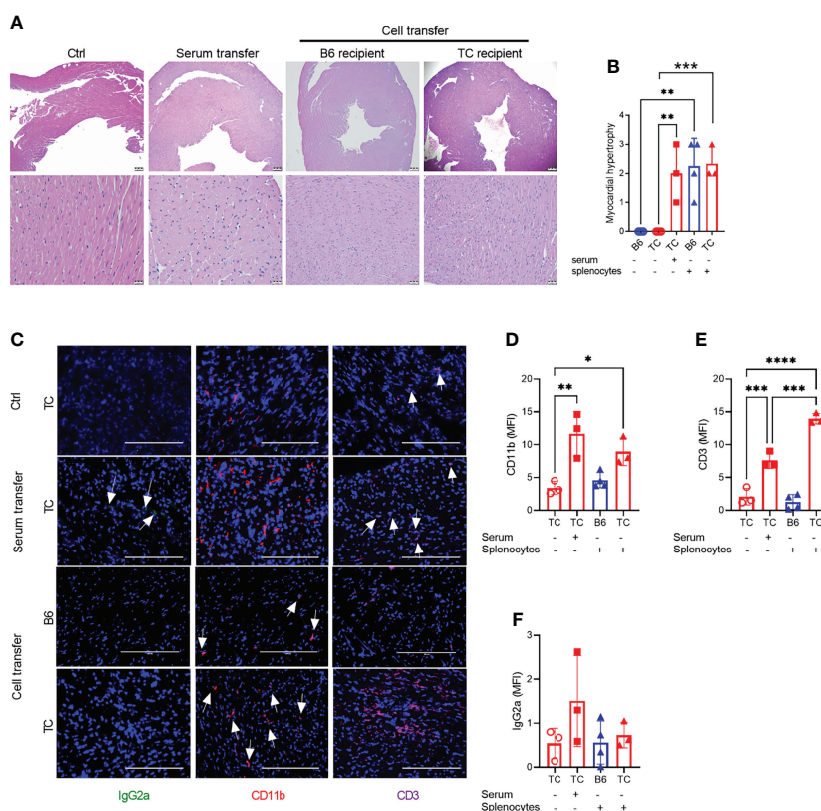 A
Cell transfer
Ctrl
Serum transfer
B6 recipient
TC recipient
B
***
**
**
Myocardial hypertrophy
4
3
2
1
0
B6
TC
TC
B6
TC
serum
-
-
+
-
-
splenocytes
-
-
-
+
+
C
Ctrl
TC
Serum transfer
TC
Cell transfer
B6
TC
IgG2a
CD11b
CD3
D
*
**
CD11b (MFI)
20
15
10
5
0
TC
TC
B6
TC
Serum
-
+
-
-
Splenocytes
-
-
+
+
E
****
***
***
CD3 (MFI)
20
15
10
5
0
TC
TC
B6
TC
Serum
-
+
-
-
Splenocytes
-
-
+
+
F
IgG2a (MFI)
3
2
1
0
TC
TC
B6
TC
Serum
-
+
-
-
Splenocytes
-
-
+
+